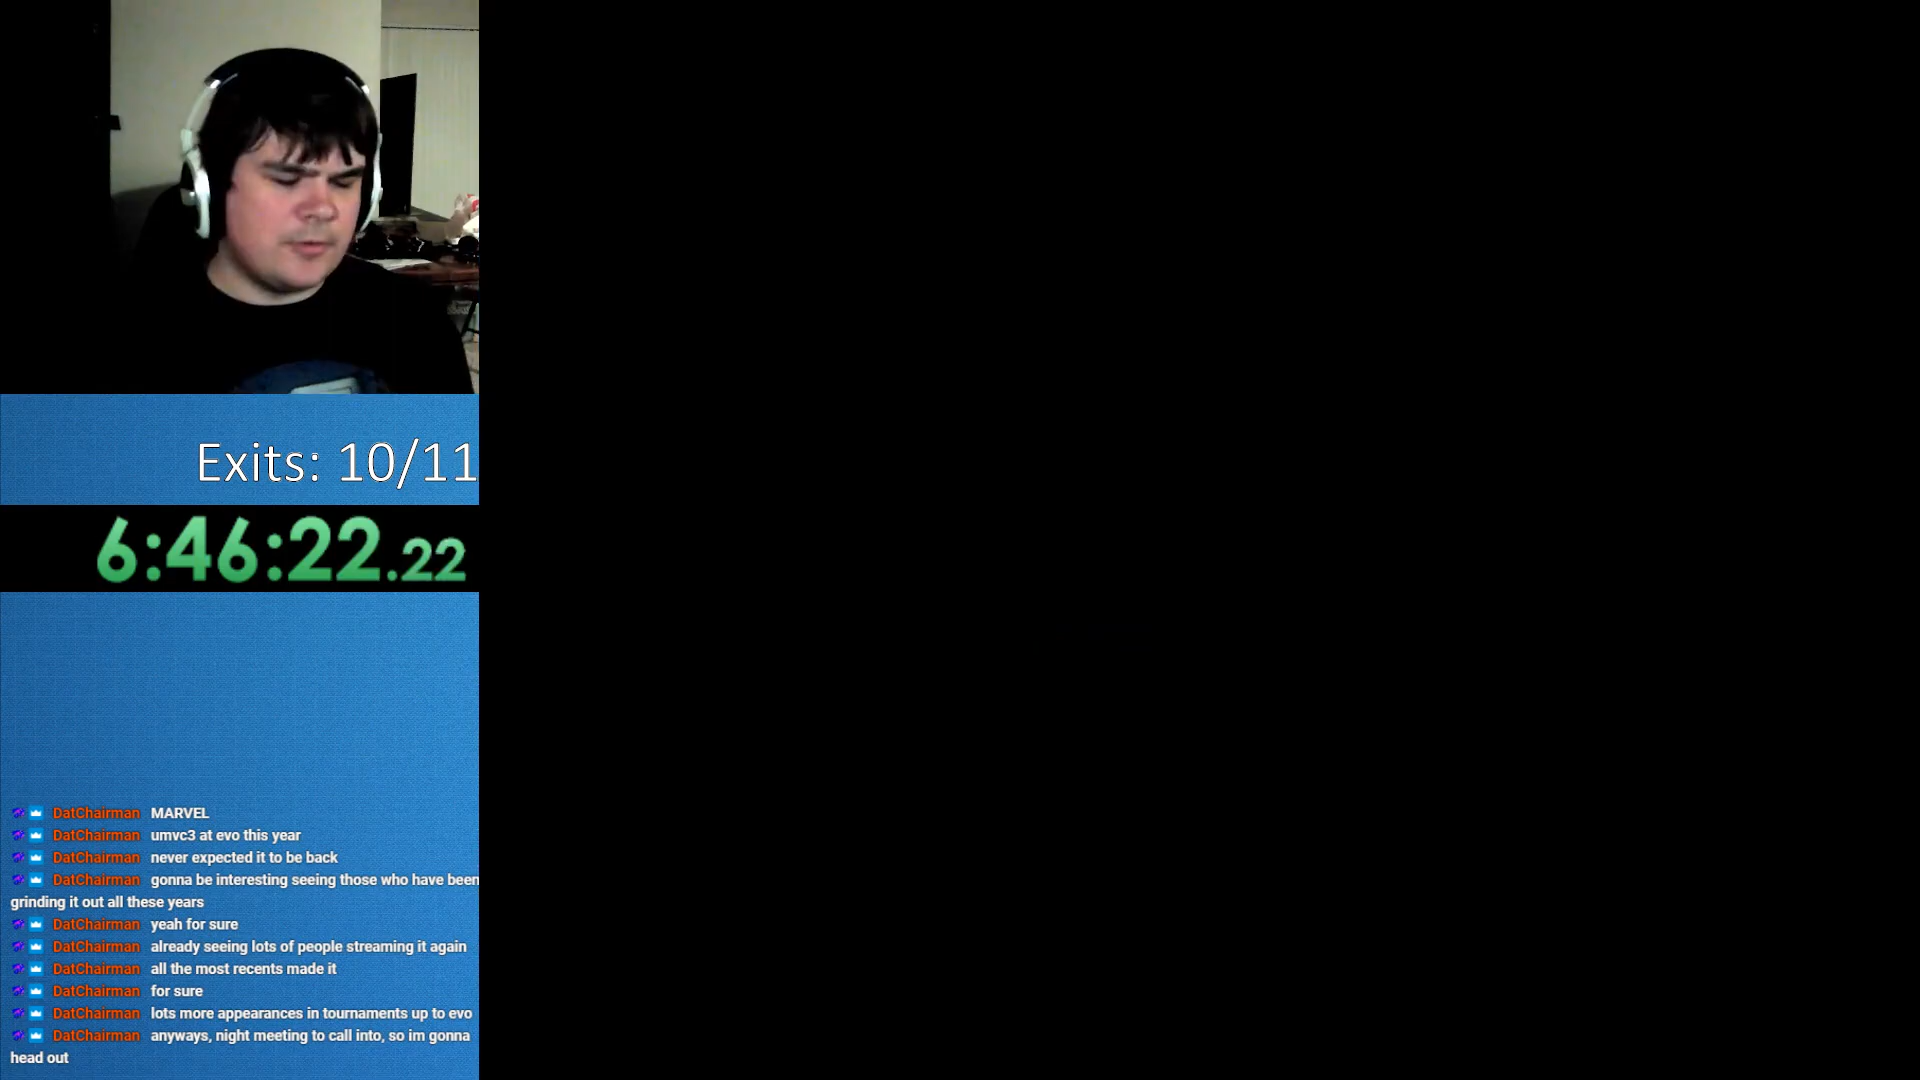 Exits: 10/11
6:46:22.22
DatChairman MARVEL
DatChairman umvc3 at evo this year
DatChairman never expected it to be back
DatChairman gonna be interesting seeing those who have been
grinding it out all these years
DatChairman yeah for sure
DatChairman already seeing lots of people streaming it again
DatChairman all the most recents made it
DatChairman for sure
DatChairman lots more appearances in tournaments up to evo
DatChairman anyways, night meeting to call into, so im gonna
head out